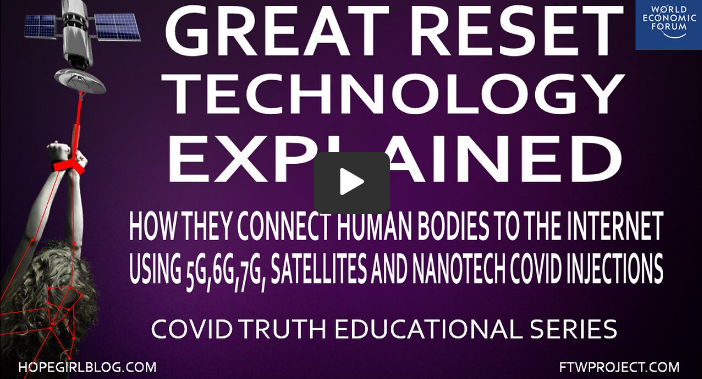 WORLD
ECONOMIC
FORUM
GREAT RESET
TECHNOLOGY
EXPLAINED
HOW THEY CONNECT HUMAN BODIES TO THE INTERNET
USING 5G,6G,7G, SATELLITES AND NANOTECH COVID INJECTIONS
COVID TRUTH EDUCATIONAL SERIES
HOPEGIRLBLOG.COM
FTWPROJECT.COM